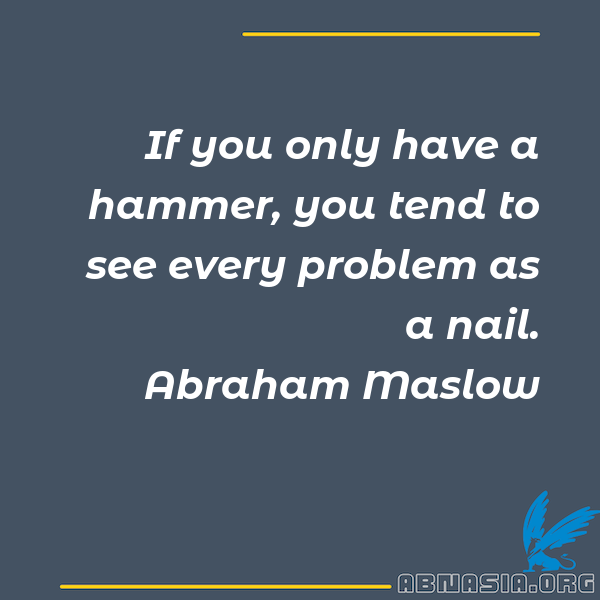 If you only have a
hammer, you tend to
see every problem as
a nail.
Abraham Maslow
ABNASIA.ORG